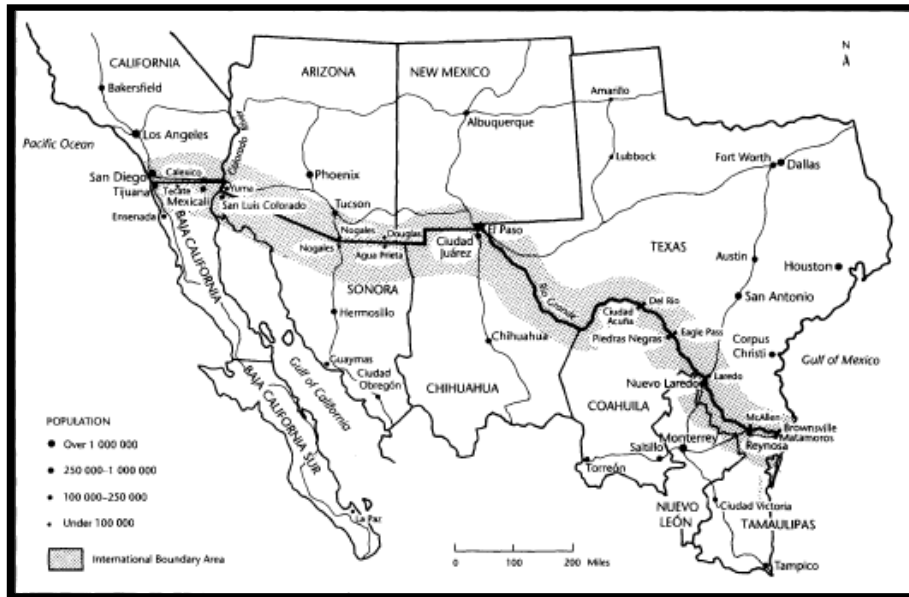 CALIFORNIA
ARIZONA
NEW MEXICO
N
Bakersfield
Amarillo
Albuquerque
Los Angeles
Colorado River
Pacific Ocean
Lubbock
Fort Worth
Dallas
San Diego
Calexico
Phoenix
Yuma
Tijuana
Tecate
Mexicali
San Luis Colorado
Tucson
Ensenada
Nogales
Douglas
El Paso
Nogales
Agua Prieta
Ciudad
Juárez
TEXAS
BAJA CALIFORNIA
Austin
Houston
SONORA
Rio Grande
Del Rio
San Antonio
Hermosillo
Ciudad
Acuña
Eagle Pass
Piedras Negras
Chihuahua
Corpus
Christi
Gulf of Mexico
Guaymas
Gulf of California
Ciudad
Obregón
CHIHUAHUA
Laredo
Nuevo Laredo
BAJA CALIFORNIA SUR
COAHUILA
McAllen
Brownsville
Matamoros
Reynosa
Monterrey
Saltillo
Torreón
La Paz
NUEVO
LEÓN
Ciudad Victoria
TAMAULIPAS
Tampico
POPULATION
Over 1 000 000
250 000–1 000 000
100 000–250 000
Under 100 000
International Boundary Area
0 100 200 Miles